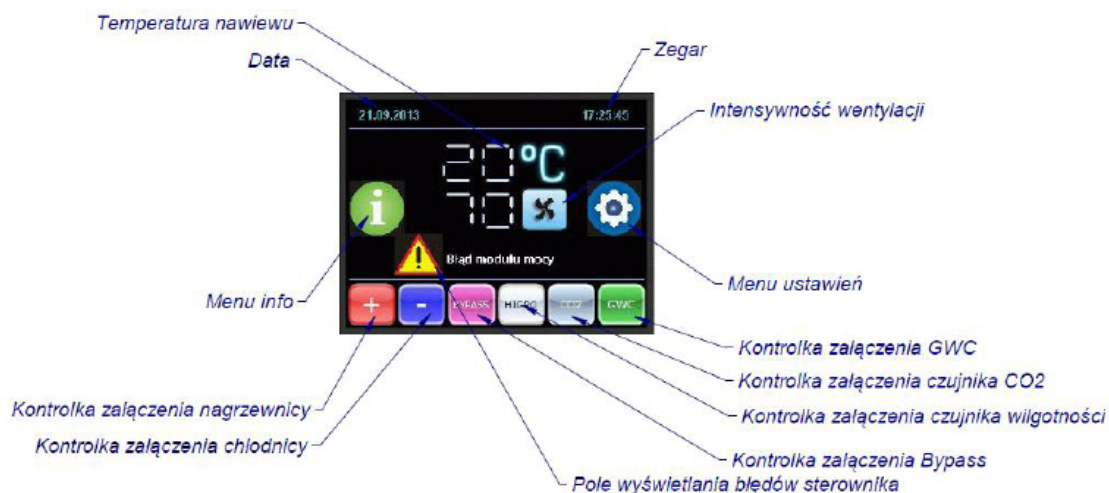 Temperatura nawiewu
Data
Zegar
Intensywność wentylacji
21.09.2013 17:25:45
20 °C
70
i
Błąd modułu mocy
Menu info
Menu ustawień
+ - BYPASS HIGRO CO2 GWC
Kontrolka załączenia GWC
Kontrolka załączenia czujnika CO2
Kontrolka załączenia nagrzewnicy
Kontrolka załączenia czujnika wilgotności
Kontrolka załączenia chłodnicy
Kontrolka załączenia Bypass
Pole wyświetlania błędów sterownika